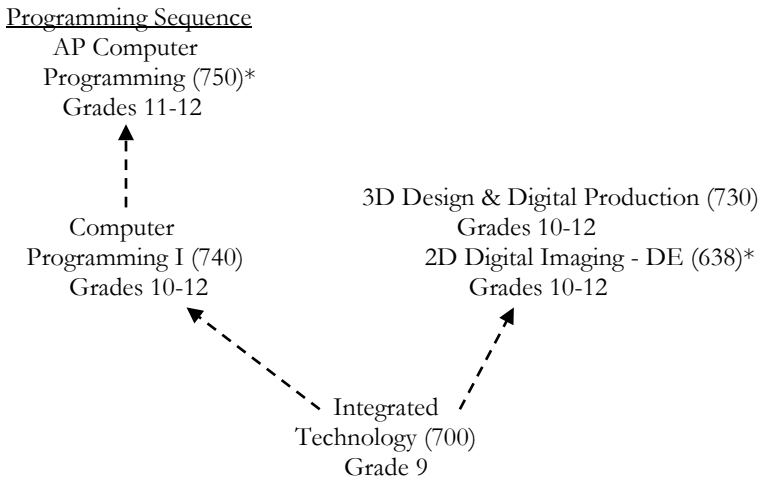 Programming Sequence
AP Computer
Programming (750)*
Grades 11-12
Computer
Programming I (740)
Grades 10-12
3D Design & Digital Production (730)
Grades 10-12
2D Digital Imaging - DE (638)*
Grades 10-12
Integrated
Technology (700)
Grade 9